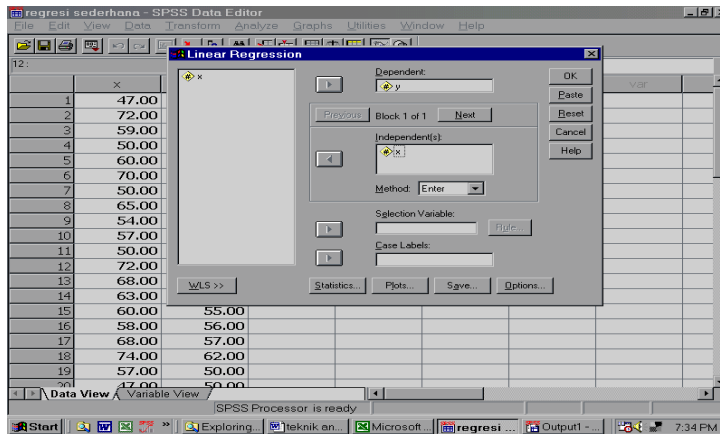 regresi sederhana - SPSS Data Editor
File Edit View Data Transform Analyze Graphs Utilities Window Help
12 :
Linear Regression
x
Dependent:
y
OK
Paste
Previous Block 1 of 1 Next
Reset
Independent(s):
Cancel
x
Help
Method: Enter
Selection Variable:
Rule...
Case Labels:
WLS >> Statistics... Plots... Save... Options...
x var
1 47.00
2 72.00
3 59.00
4 50.00
5 60.00
6 70.00
7 50.00
8 65.00
9 54.00
10 57.00
11 50.00
12 72.00
13 68.00
14 63.00
15 60.00 55.00
16 58.00 56.00
17 68.00 57.00
18 74.00 62.00
19 57.00 50.00
20 47.00 50.00
Data View Variable View
SPSS Processor is ready
Start Exploring... teknik an... Microsoft... regresi ... Output1 -... 7:34 PM